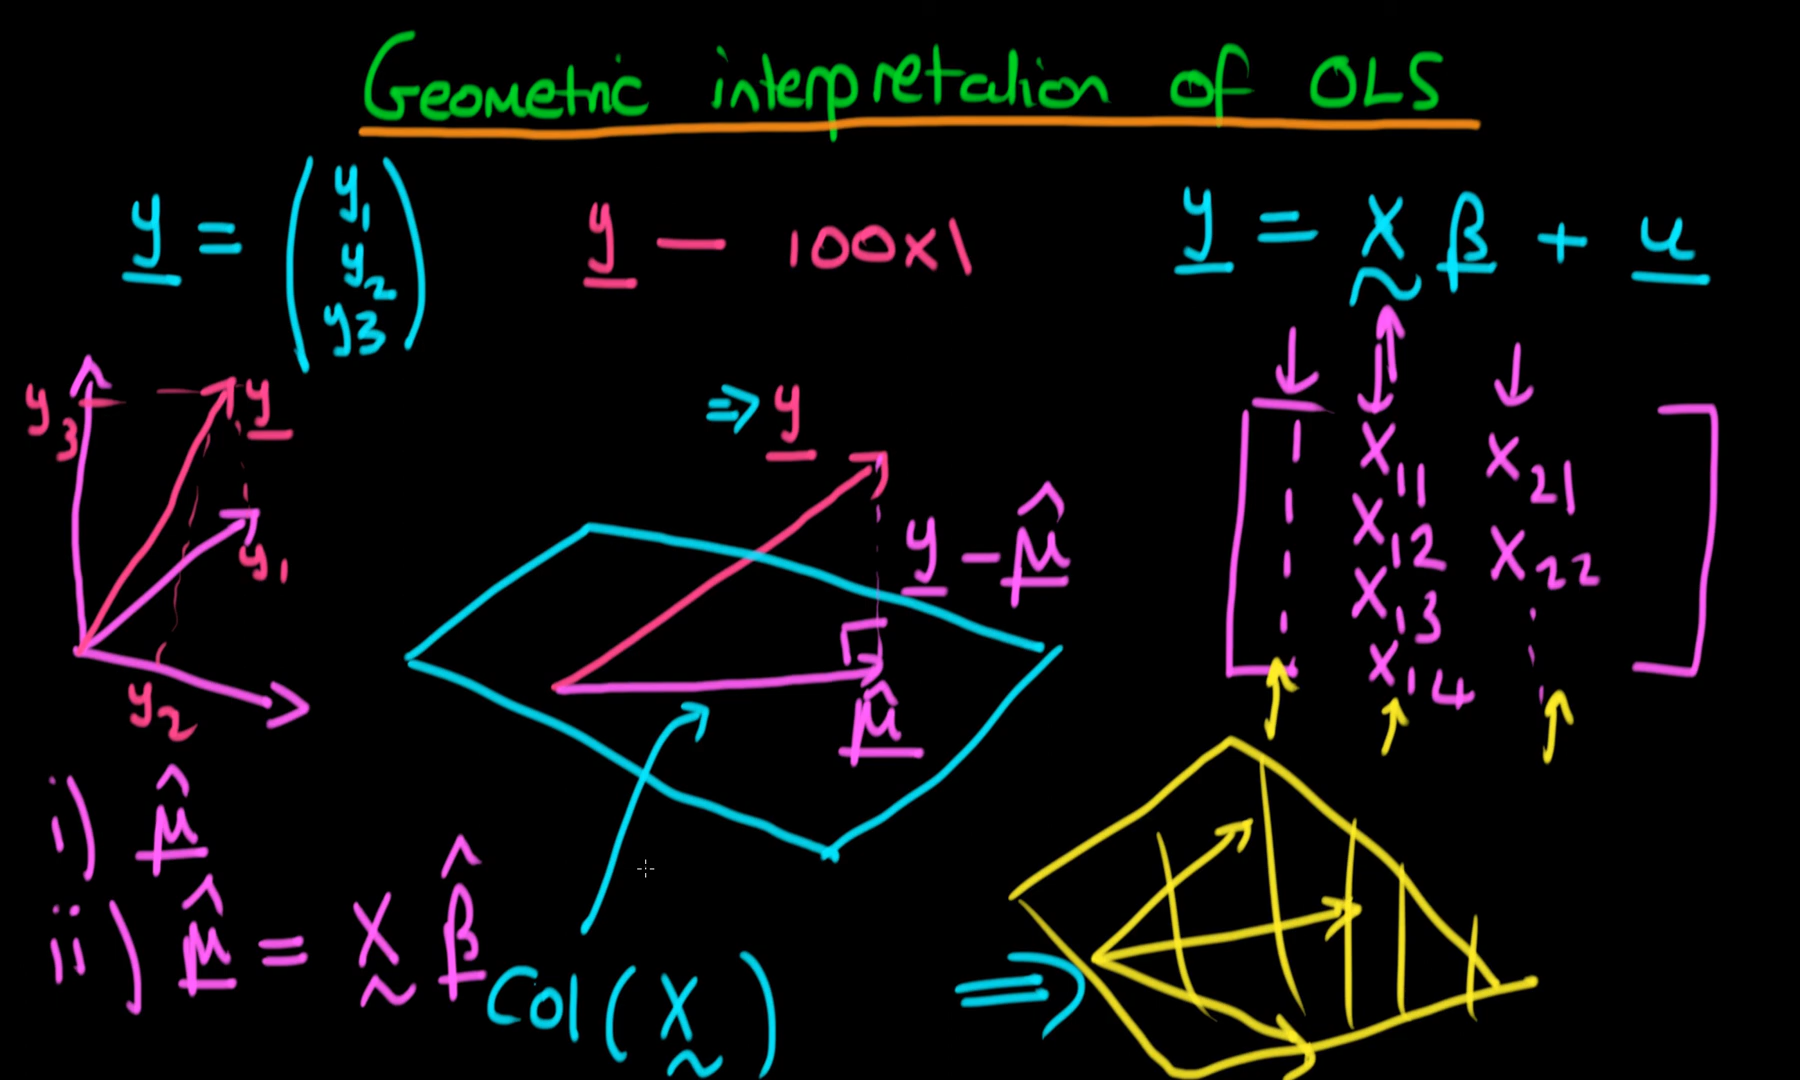 Geometric interpretation of OLS
y = (y1 y2 y3)
y — 100x1
y = X β + u
y3
y
y1
y2
⇒ y
y - μ̂
μ̂
1 X11 X21
1 X12 X22
1 X13
1 X14
i) μ̂
ii) μ̂ = X β̂
Col(X)
⇒